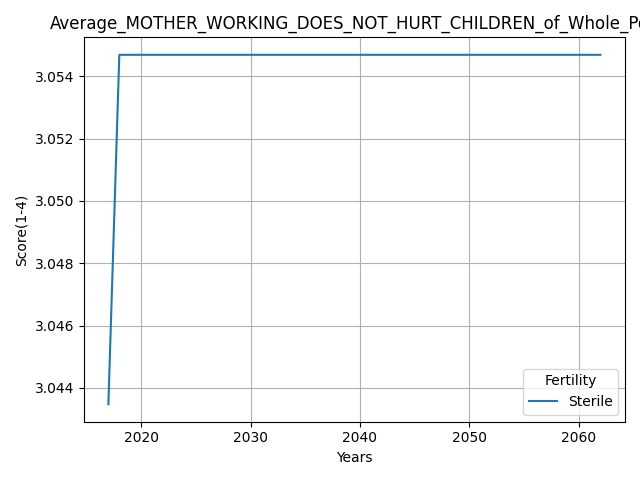 Average_MOTHER_WORKING_DOES_NOT_HURT_CHILDREN_of_Whole_Po
3.054
3.052
3.050
3.048
3.046
3.044
Score(1-4)
Fertility
Sterile
2020
2030
2040
2050
2060
Years